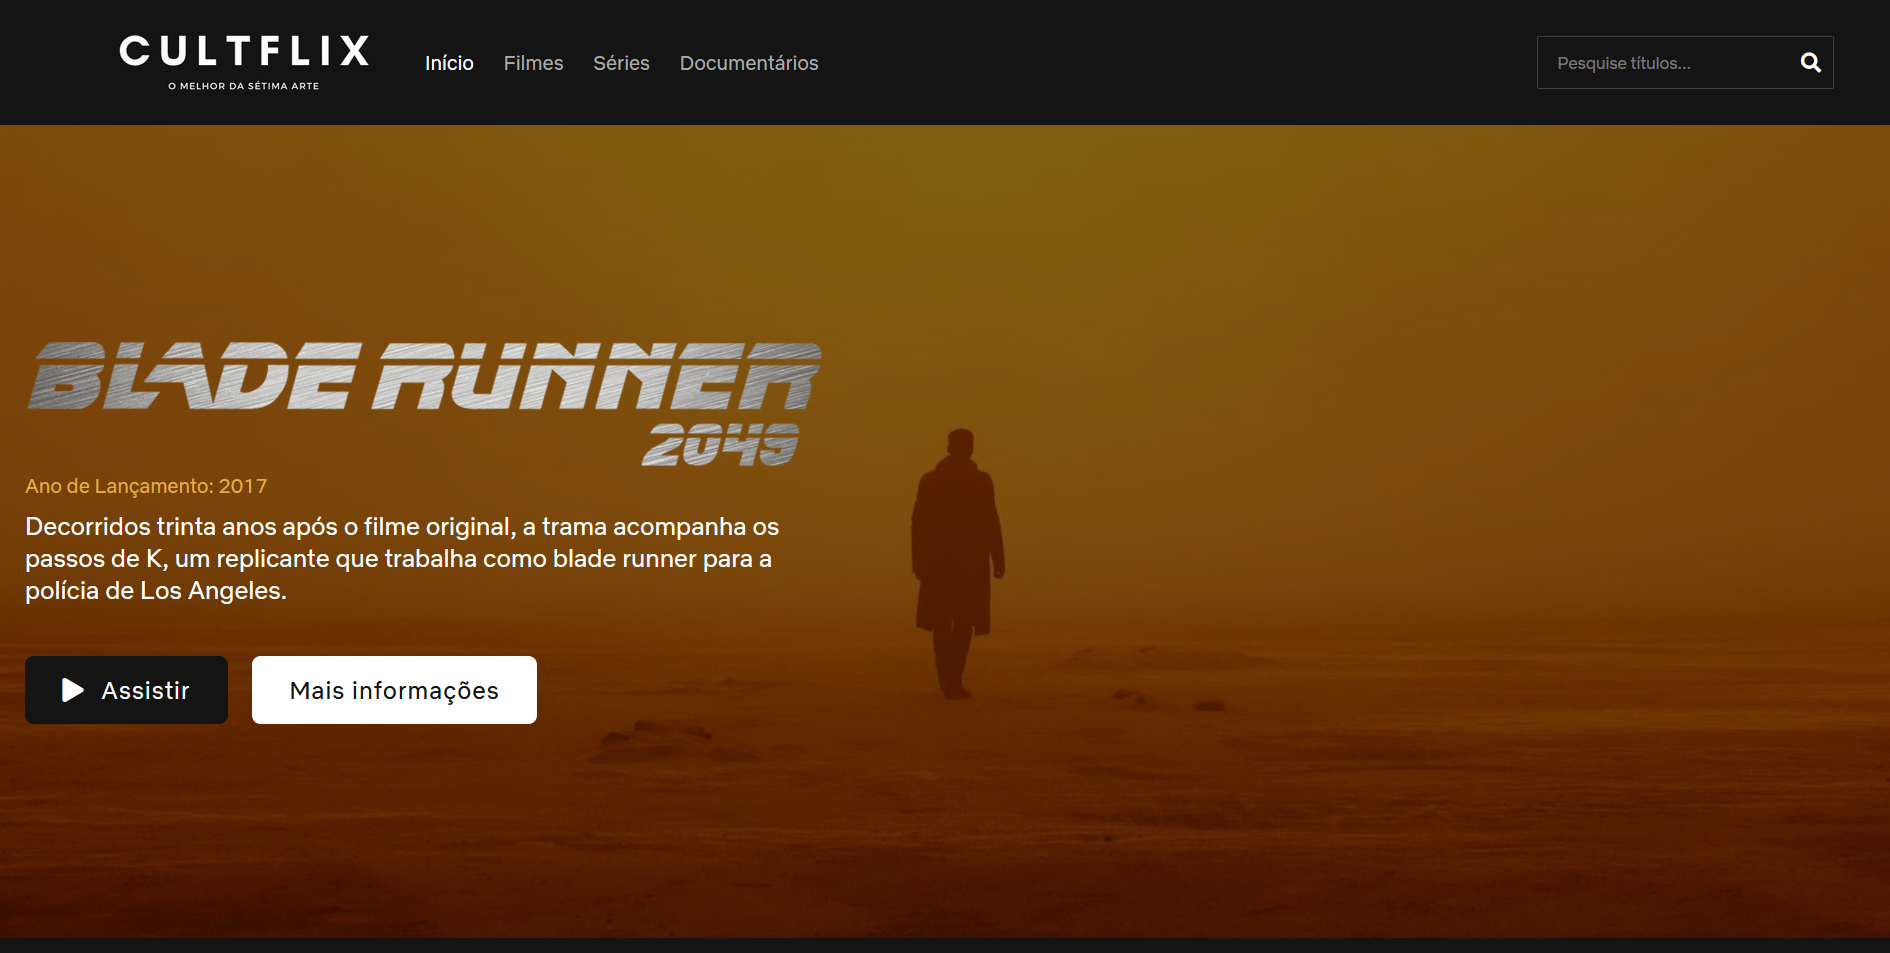 CULTFLIX
O MELHOR DA SÉTIMA ARTE
Início Filmes Séries Documentários
Pesquise títulos...
BLADE RUNNER
2049
Ano de Lançamento: 2017
Decorridos trinta anos após o filme original, a trama acompanha os
passos de K, um replicante que trabalha como blade runner para a
polícia de Los Angeles.
Assistir
Mais informações